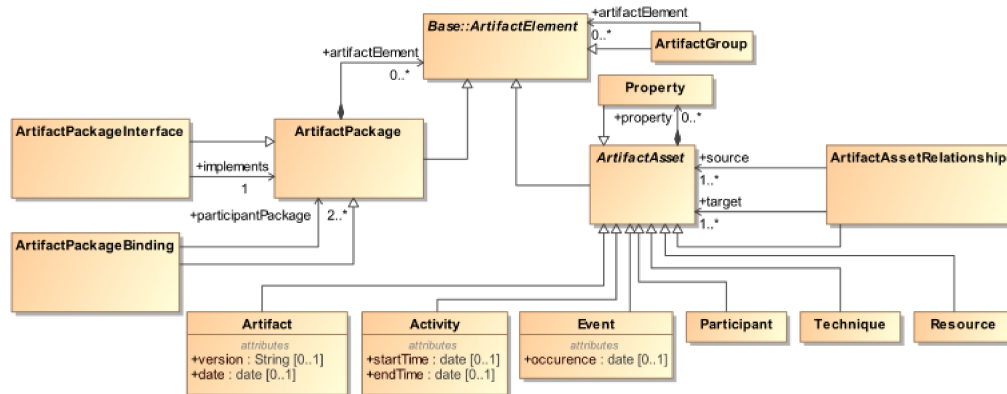 Base::ArtifactElement
+artifactElement
0..*
ArtifactGroup
+artifactElement
0..*
Property
+property
0..*
ArtifactPackageInterface
ArtifactPackage
+implements
1
ArtifactAsset
+source
1..*
ArtifactAssetRelationship
+target
1..*
+participantPackage
2..*
ArtifactPackageBinding
Artifact
attributes
+version : String [0..1]
+date : date [0..1]
Activity
attributes
+startTime : date [0..1]
+endTime : date [0..1]
Event
attributes
+occurence : date [0..1]
Participant
Technique
Resource